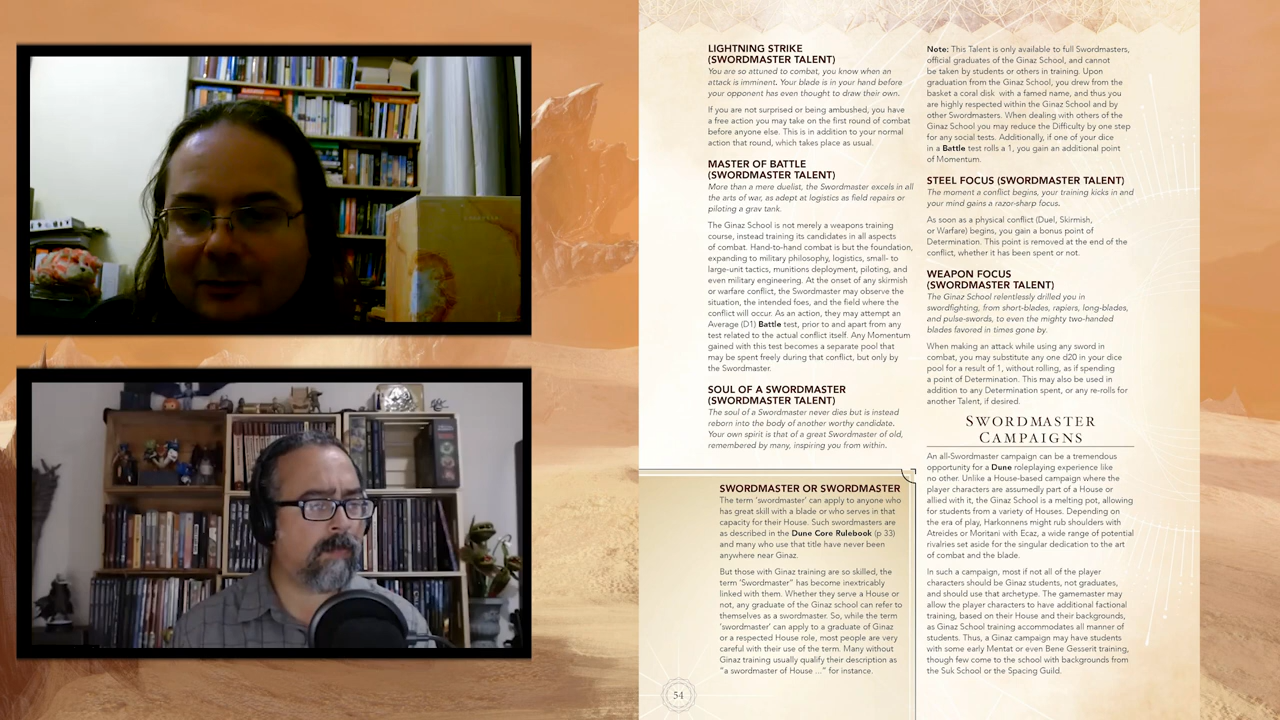 LIGHTNING STRIKE
(SWORDMASTER TALENT)
You are so attuned to combat, you know when an
attack is imminent. Your blade is in your hand before
your opponent has even thought to draw their own.
If you are not surprised or being ambushed, you have
a free action you may take on the first round of combat
before anyone else. This is in addition to your normal
action that round, which takes place as usual.
MASTER OF BATTLE
(SWORDMASTER TALENT)
More than a mere duelist, the Swordmaster excels in all
the arts of war, as adept at logistics as field repairs or
piloting a grav tank.
The Ginaz School is not merely a weapons training
course, instead training its candidates in all aspects
of combat. Hand-to-hand combat is but the foundation,
expanding to military philosophy, logistics, small- to
large-unit tactics, munitions deployment, piloting, and
even military engineering. At the onset of any skirmish
or warfare conflict, the Swordmaster may observe the
situation, the intended foes, and the field where the
conflict will occur. As an action, they may attempt an
Average (D1) Battle test, prior to and apart from any
test related to the actual conflict itself. Any Momentum
gained with this test becomes a separate pool that
may be spent freely during that conflict, but only by
the Swordmaster.
SOUL OF A SWORDMASTER
(SWORDMASTER TALENT)
The soul of a Swordmaster never dies but is instead
reborn into the body of another worthy candidate.
Your own spirit is that of a great Swordmaster of old,
remembered by many, inspiring you from within.
SWORDMASTER OR SWORDMASTER
The term 'swordmaster' can apply to anyone who
has great skill with a blade or who serves in that
capacity for their House. Such swordmasters are
as described in the Dune Core Rulebook (p 33)
and many who use that title have never been
anywhere near Ginaz.
But those with Ginaz training are so skilled, the
term 'Swordmaster" has become inextricably
linked with them. Whether they serve a House or
not, any graduate of the Ginaz school can refer to
themselves as a swordmaster. So, while the term
'swordmaster' can apply to a graduate of Ginaz
or a respected House role, most people are very
careful with their use of the term. Many without
Ginaz training usually qualify their description as
"a swordmaster of House ..." for instance.
54
Note: This Talent is only available to full Swordmasters,
official graduates of the Ginaz School, and cannot
be taken by students or others in training. Upon
graduation from the Ginaz School, you drew from the
basket a coral disk with a famed name, and thus you
are highly respected within the Ginaz School and by
other Swordmasters. When dealing with others of the
Ginaz School you may reduce the Difficulty by one step
for any social tests. Additionally, if one of your dice
in a Battle test rolls a 1, you gain an additional point
of Momentum.
STEEL FOCUS (SWORDMASTER TALENT)
The moment a conflict begins, your training kicks in and
your mind gains a razor-sharp focus.
As soon as a physical conflict (Duel, Skirmish,
or Warfare) begins, you gain a bonus point of
Determination. This point is removed at the end of the
conflict, whether it has been spent or not.
WEAPON FOCUS
(SWORDMASTER TALENT)
The Ginaz School relentlessly drilled you in
swordfighting, from short-blades, rapiers, long-blades,
and pulse-swords, to even the mighty two-handed
blades favored in times gone by.
When making an attack while using any sword in
combat, you may substitute any one d20 in your dice
pool for a result of 1, without rolling, as if spending
a point of Determination. This may also be used in
addition to any Determination spent, or any re-rolls for
another Talent, if desired.
SWORDMASTER
CAMPAIGNS
An all-Swordmaster campaign can be a tremendous
opportunity for a Dune roleplaying experience like
no other. Unlike a House-based campaign where the
player characters are assumedly part of a House or
allied with it, the Ginaz School is a melting pot, allowing
for students from a variety of Houses. Depending on
the era of play, Harkonnens might rub shoulders with
Atreides or Moritani with Ecaz, a wide range of potential
rivalries set aside for the singular dedication to the art
of combat and the blade.
In such a campaign, most if not all of the player
characters should be Ginaz students, not graduates,
and should use that archetype. The gamemaster may
allow the player characters to have additional factional
training, based on their House and their backgrounds,
as Ginaz School training accommodates all manner of
students. Thus, a Ginaz campaign may have students
with some early Mentat or even Bene Gesserit training,
though few come to the school with backgrounds from
the Suk School or the Spacing Guild.